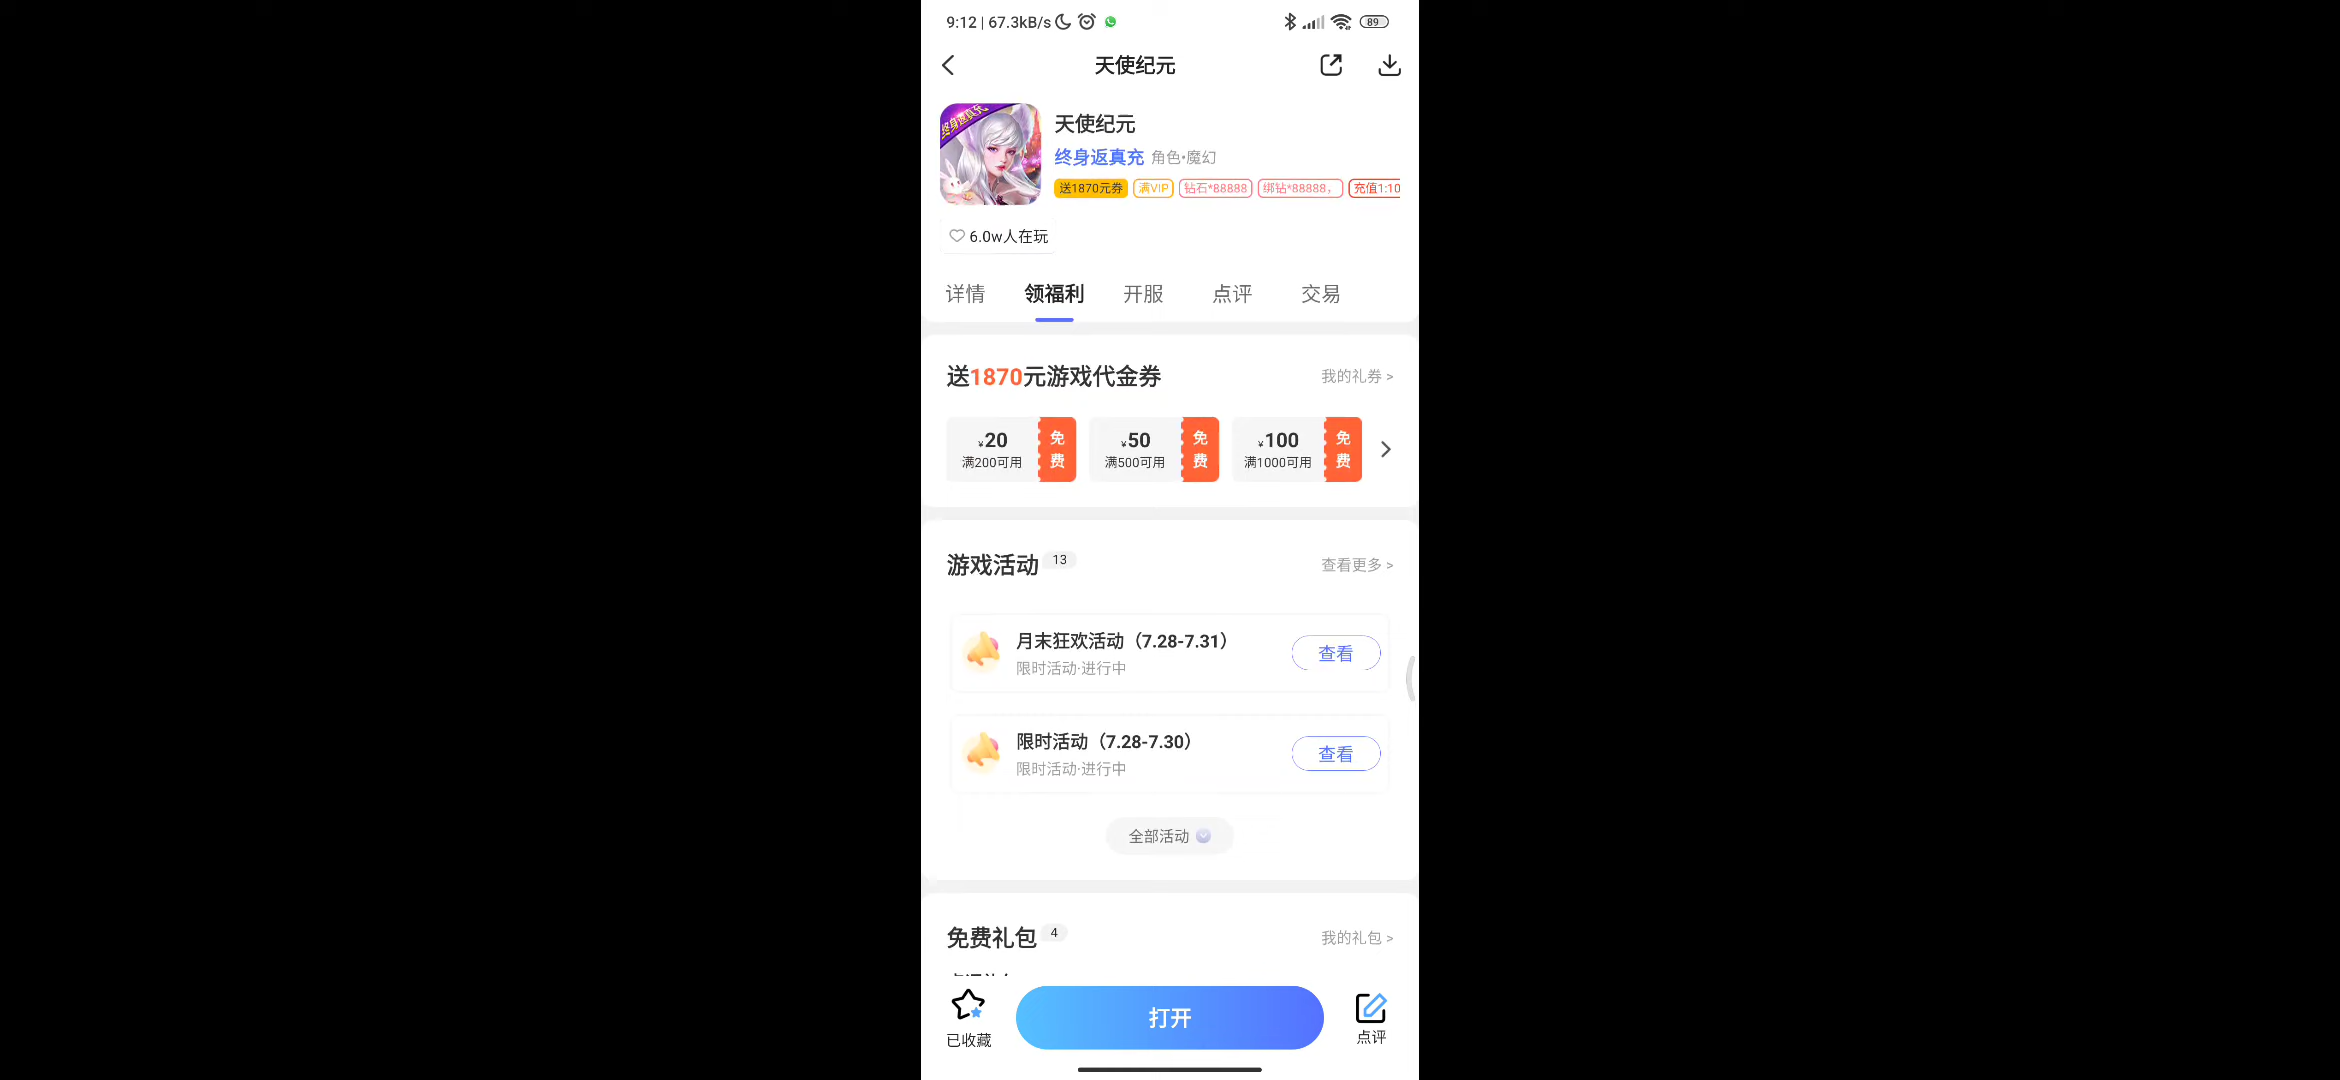 9:12 | 67.3kB/s
89
天使纪元
终身返真充
天使纪元
终身返真充 角色•魔幻
送1870元券 满VIP 钻石*88888 绑钻*88888， 充值1:10
6.0w人在玩
详情 领福利 开服 点评 交易
送1870元游戏代金券 我的礼券 >
¥20 满200可用 免费
¥50 满500可用 免费
¥100 满1000可用 免费
游戏活动 13 查看更多 >
月末狂欢活动（7.28-7.31）
限时活动·进行中
查看
限时活动（7.28-7.30）
限时活动·进行中
查看
全部活动
免费礼包 4 我的礼包 >
已收藏
打开
点评